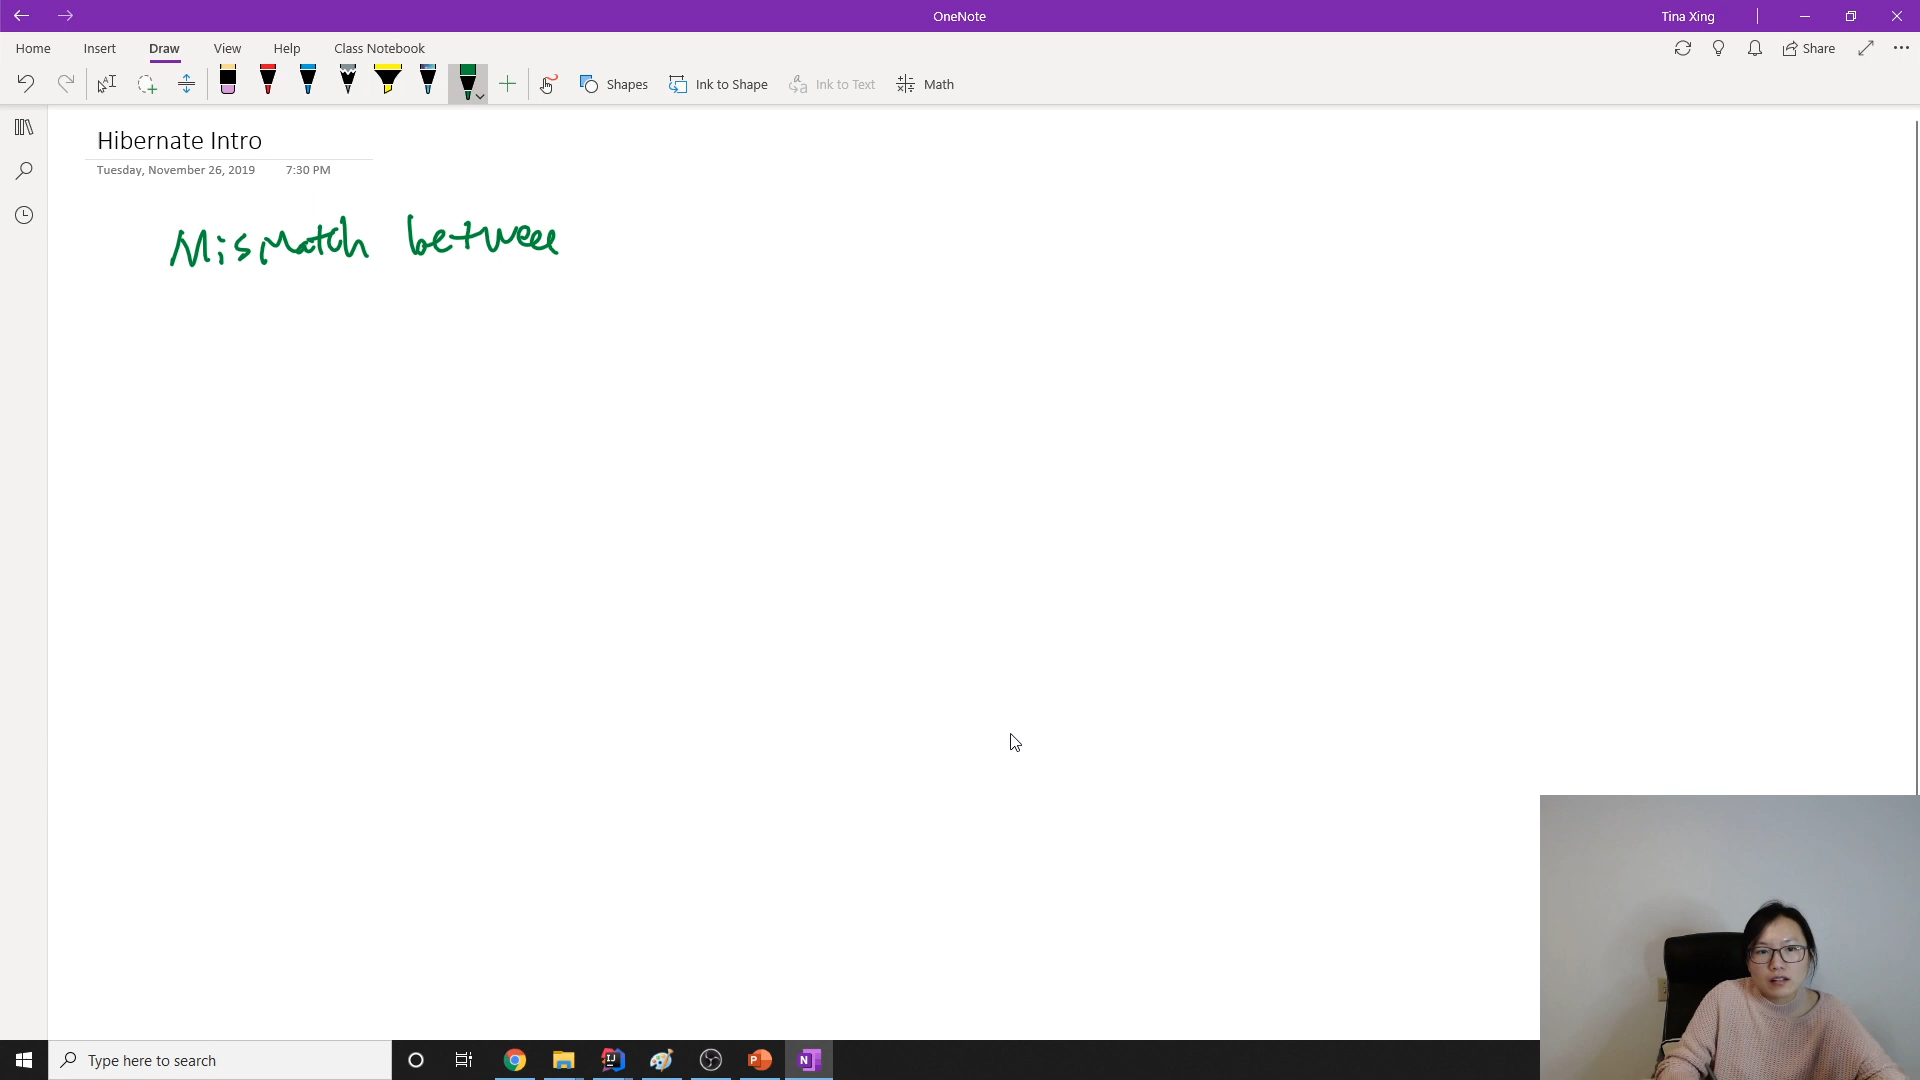 OneNote
Tina Xing
Home Insert Draw View Help Class Notebook
Share
Shapes Ink to Shape Ink to Text Math
Hibernate Intro
Tuesday, November 26, 2019 7:30 PM
Mismatch between
Type here to search